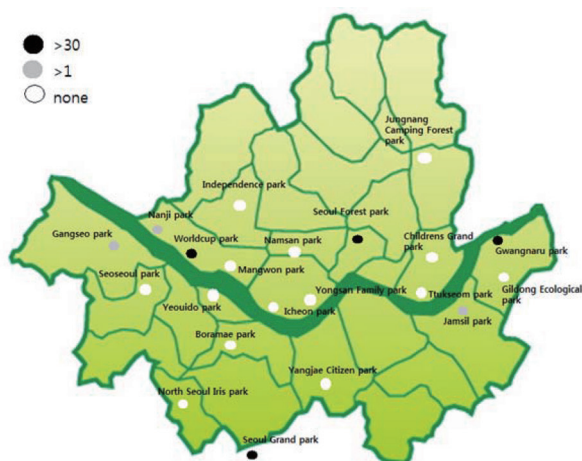 >30
>1
none
Jungnang
Camping Forest
park
Independence park
Nanji park
Seoul Forest park
Gangseo park
Worldcup park
Namsan park
Childrens Grand
park
Gwangnaru park
Seoseoul park
Mangwon park
Yeouido park
Icheon park
Yongsan Family park
Ttukseom park
Gildong Ecological
park
Jamsil park
Boramae park
Yangjae Citizen park
North Seoul Iris park
Seoul Grand park